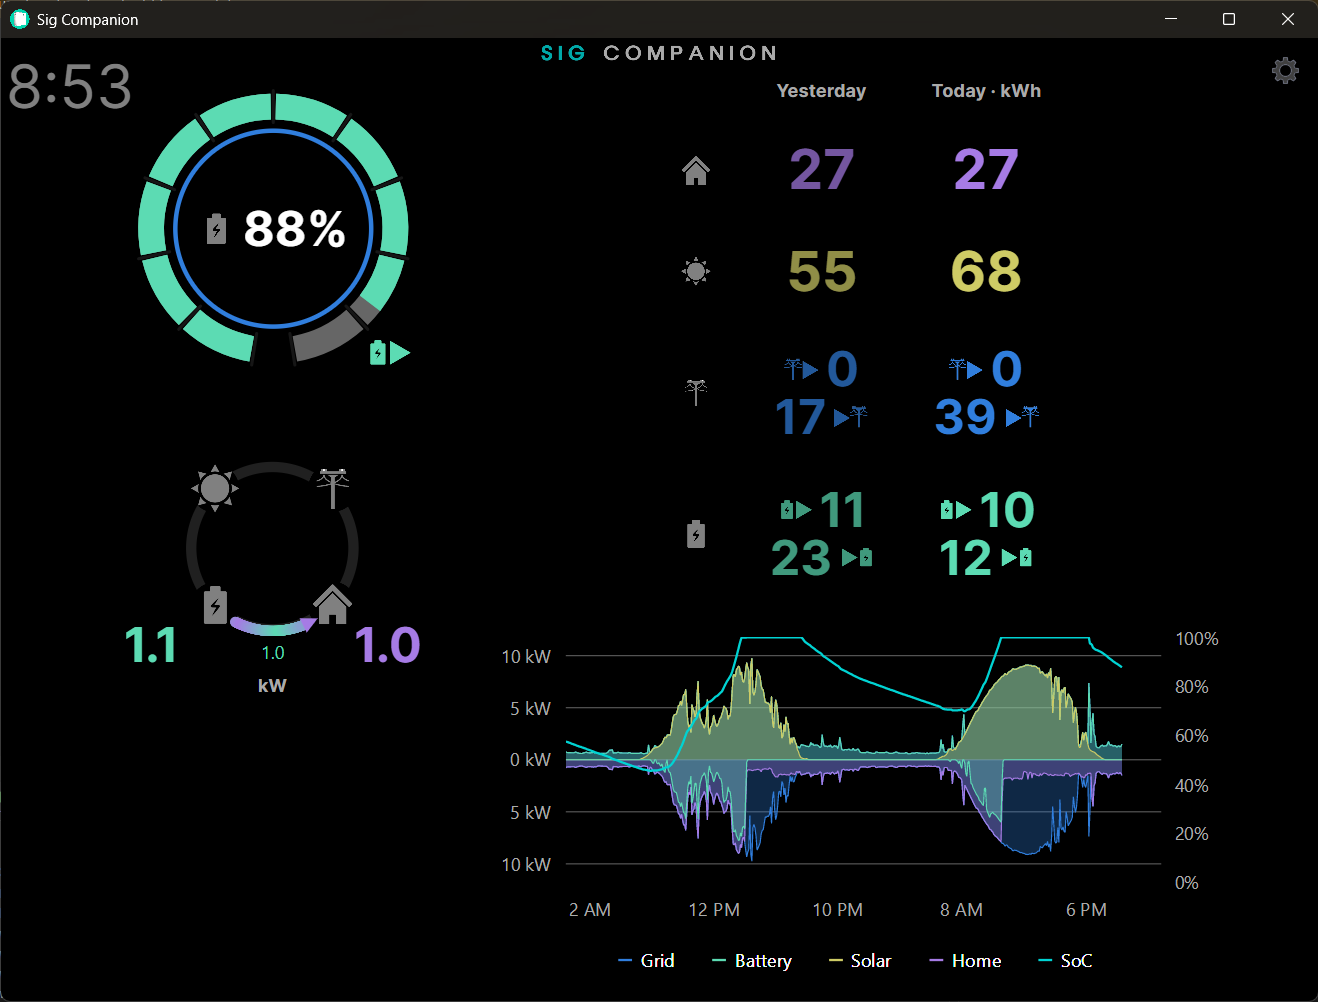 Sig Companion
SIG COMPANION
8:53
Yesterday Today · kWh
27 27
88%
55 68
0 0
17 39
11 10
23 12
1.1 1.0 1.0
kW
10 kW 100%
5 kW 80%
0 kW 60%
5 kW 40%
10 kW 20%
0%
2 AM 12 PM 10 PM 8 AM 6 PM
Grid Battery Solar Home SoC